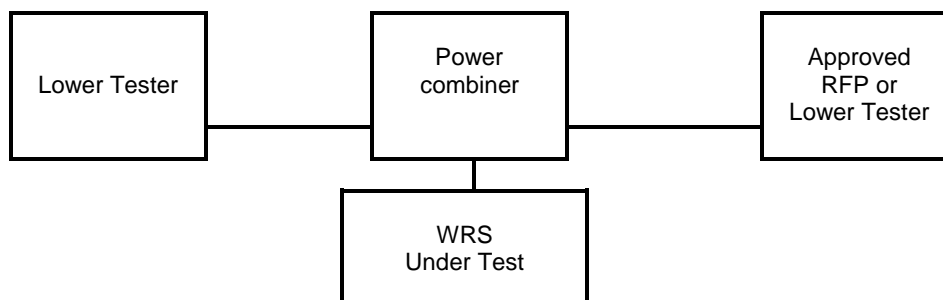 Lower Tester
Power
combiner
Approved
RFP or
Lower Tester
WRS
Under Test